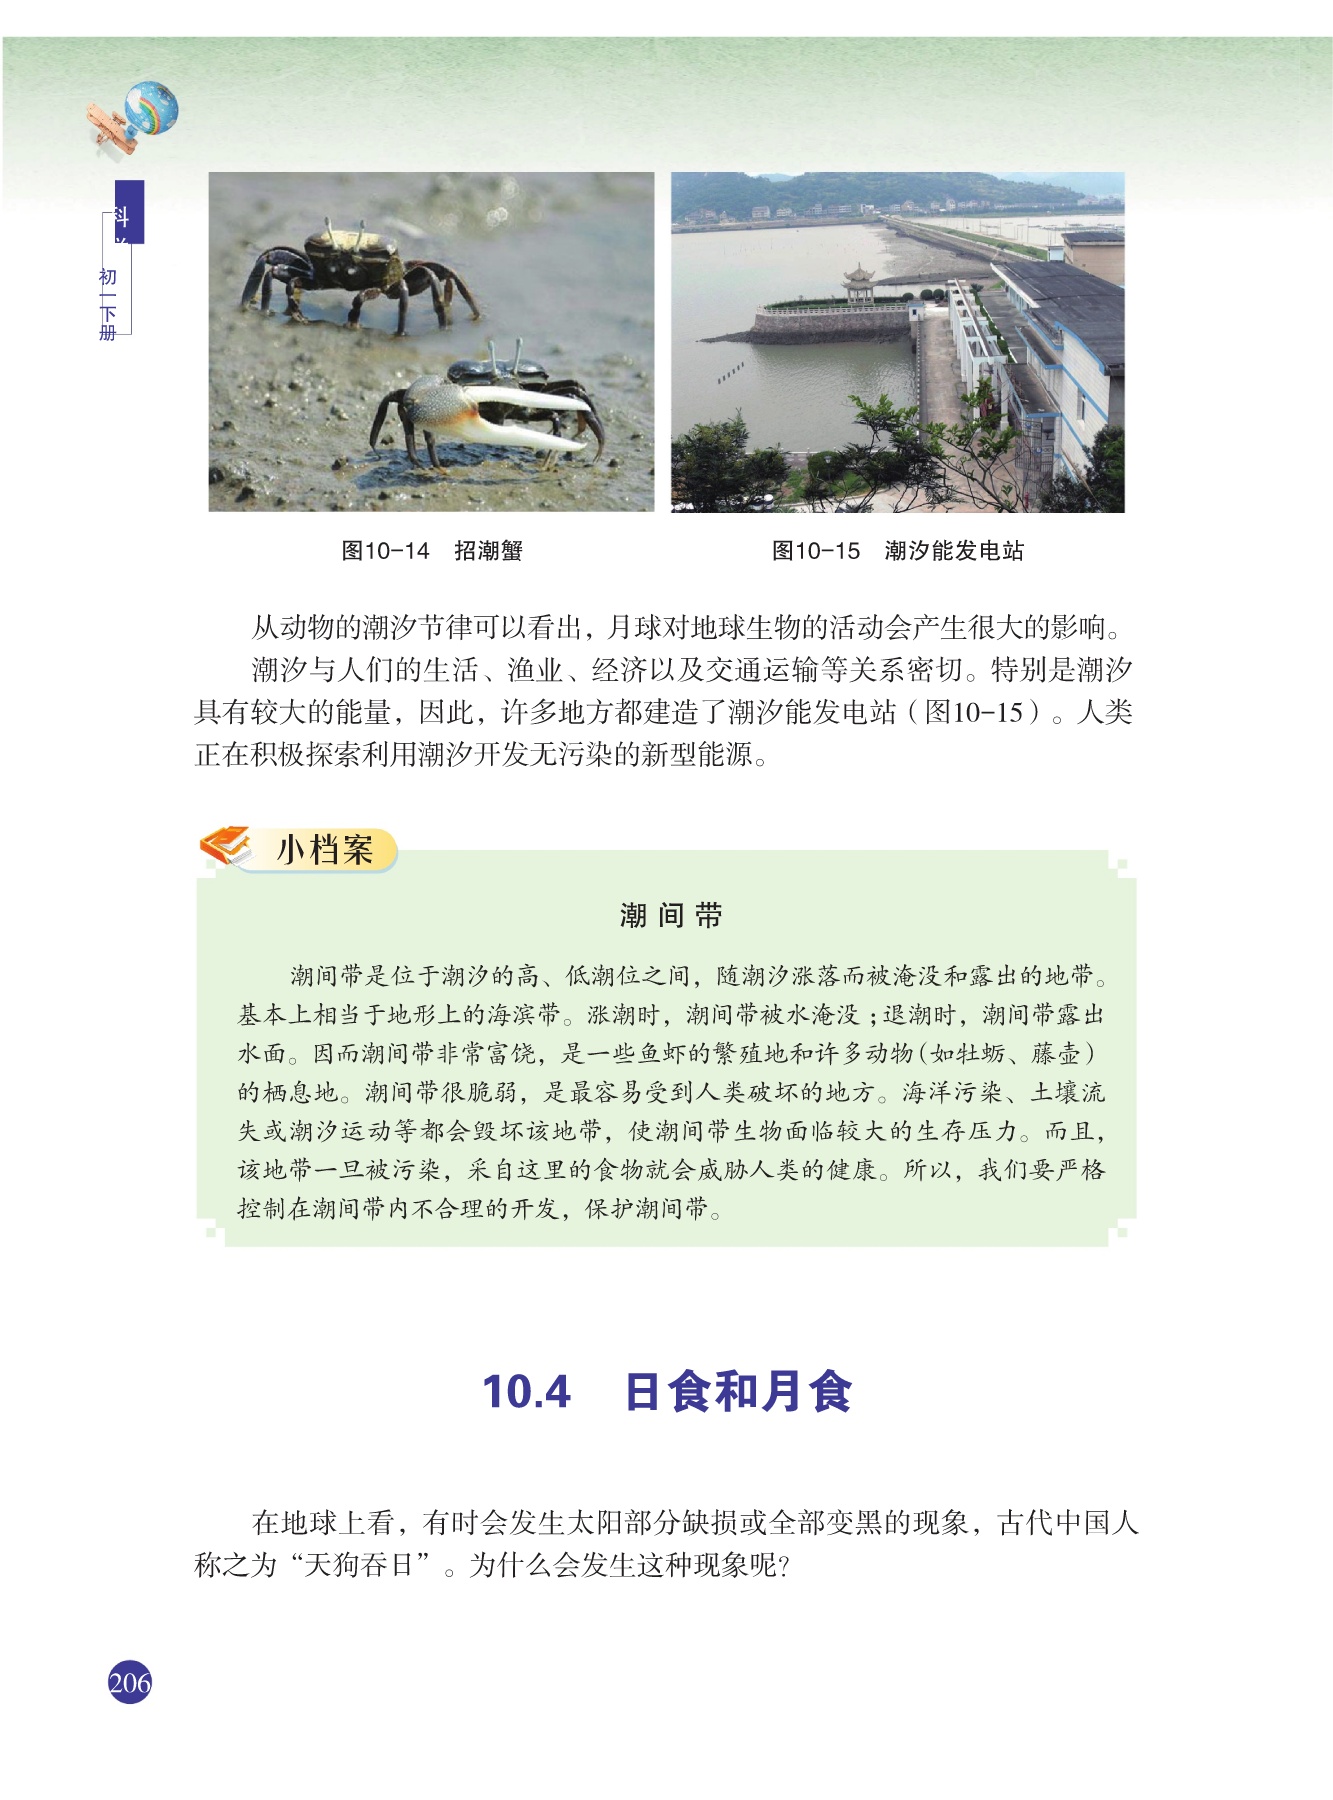 科
初一下册
图10-14 招潮蟹
图10-15 潮汐能发电站
从动物的潮汐节律可以看出，月球对地球生物的活动会产生很大的影响。
潮汐与人们的生活、渔业、经济以及交通运输等关系密切。特别是潮汐
具有较大的能量，因此，许多地方都建造了潮汐能发电站（图10-15）。人类
正在积极探索利用潮汐开发无污染的新型能源。
小档案
潮间带
潮间带是位于潮汐的高、低潮位之间，随潮汐涨落而被淹没和露出的地带。
基本上相当于地形上的海滨带。涨潮时，潮间带被水淹没；退潮时，潮间带露出
水面。因而潮间带非常富饶，是一些鱼虾的繁殖地和许多动物（如牡蛎、藤壶）
的栖息地。潮间带很脆弱，是最容易受到人类破坏的地方。海洋污染、土壤流
失或潮汐运动等都会毁坏该地带，使潮间带生物面临较大的生存压力。而且，
该地带一旦被污染，采自这里的食物就会威胁人类的健康。所以，我们要严格
控制在潮间带内不合理的开发，保护潮间带。
10.4 日食和月食
在地球上看，有时会发生太阳部分缺损或全部变黑的现象，古代中国人
称之为“天狗吞日”。为什么会发生这种现象呢？
206